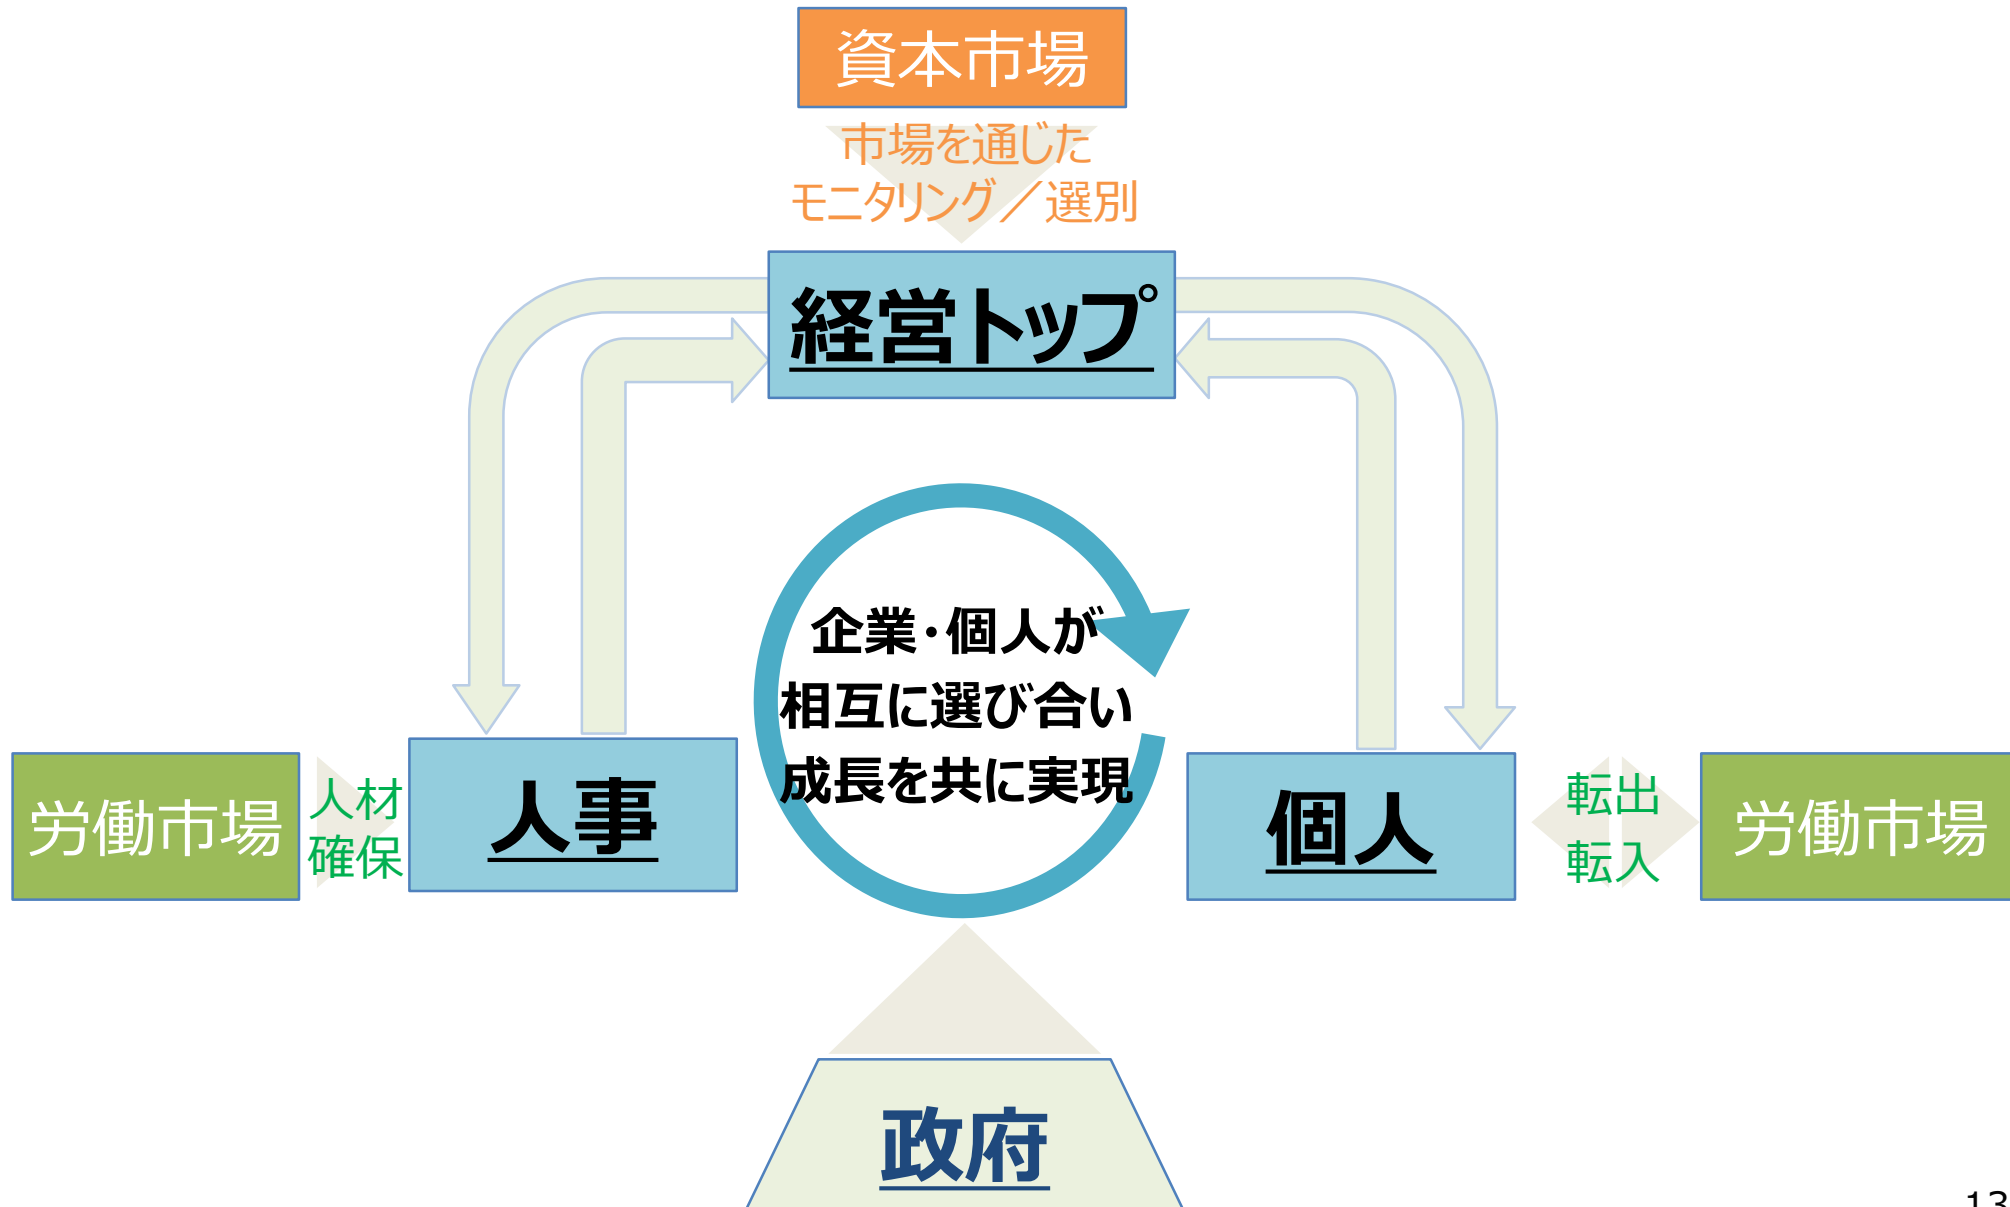 資本市場
市場を通じた
モニタリング／選別
経営トップ
企業・個人が
相互に選び合い
成長を共に実現
労働市場
人材
確保
人事
個人
転出
転入
労働市場
政府
13